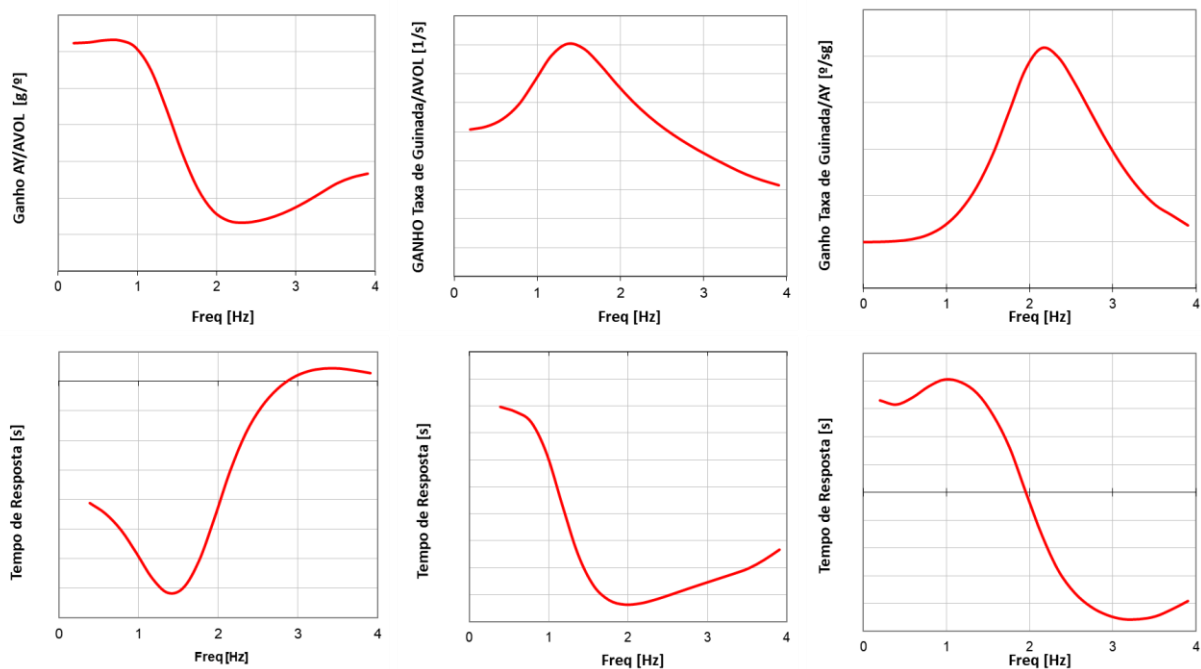 Ganho AY/AVOL [g/º]
0 1 2 3 4
Freq [Hz]
GANHO Taxa de Guinada/AVOL [1/s]
0 1 2 3 4
Freq [Hz]
Ganho Taxa de Guinada/AY [º/sg]
0 1 2 3 4
Freq [Hz]
Tempo de Resposta [s]
0 1 2 3 4
Freq[Hz]
Tempo de Resposta [s]
0 1 2 3 4
Freq [Hz]
Tempo de Resposta [s]
0 1 2 3 4
Freq [Hz]